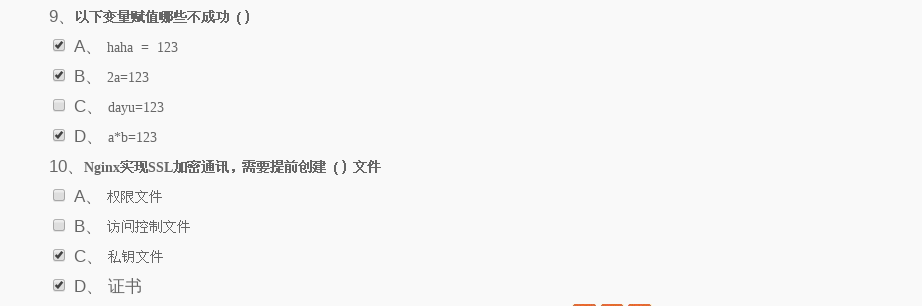 9、以下变量赋值哪些不成功（）
A、 haha = 123
B、 2a=123
C、 dayu=123
D、 a*b=123
10、Nginx实现SSL加密通讯，需要提前创建（）文件
A、 权限文件
B、 访问控制文件
C、 私钥文件
D、 证书